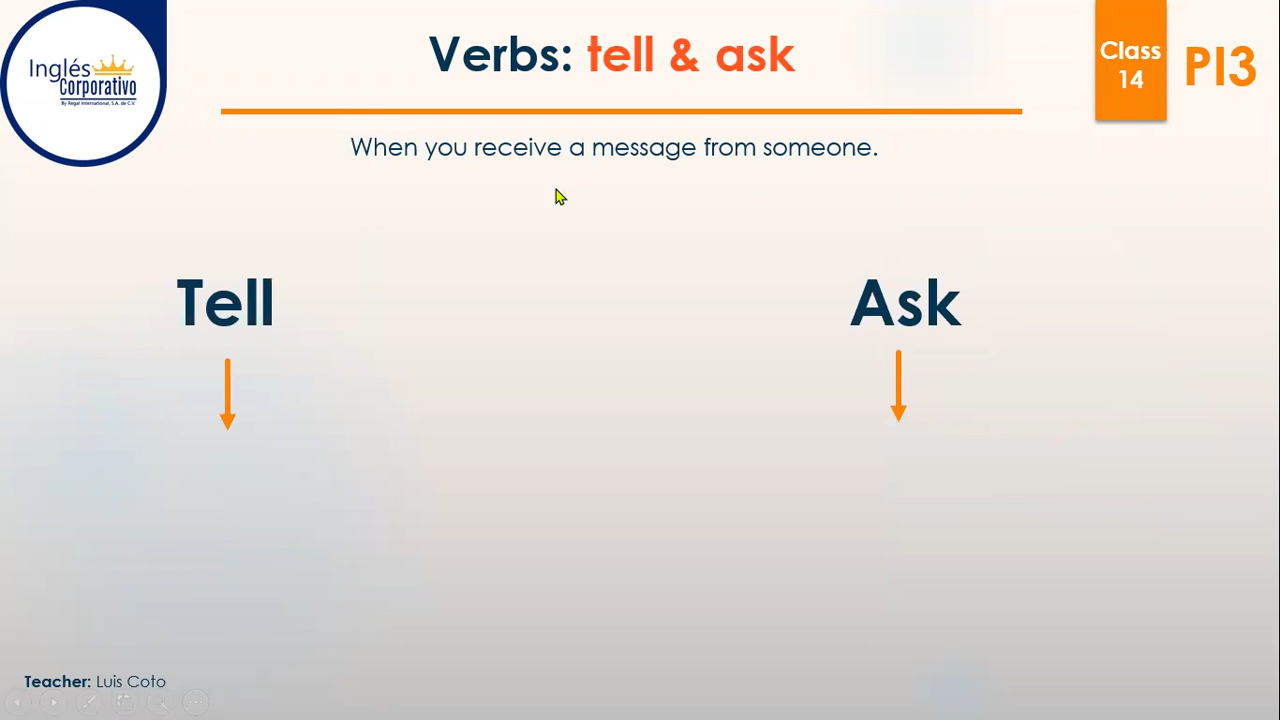 Inglés
Corporativo
By Regal International, S.A. de C.V.
Verbs: tell & ask
Class
14
PI3
When you receive a message from someone.
Tell
Ask
Teacher: Luis Coto